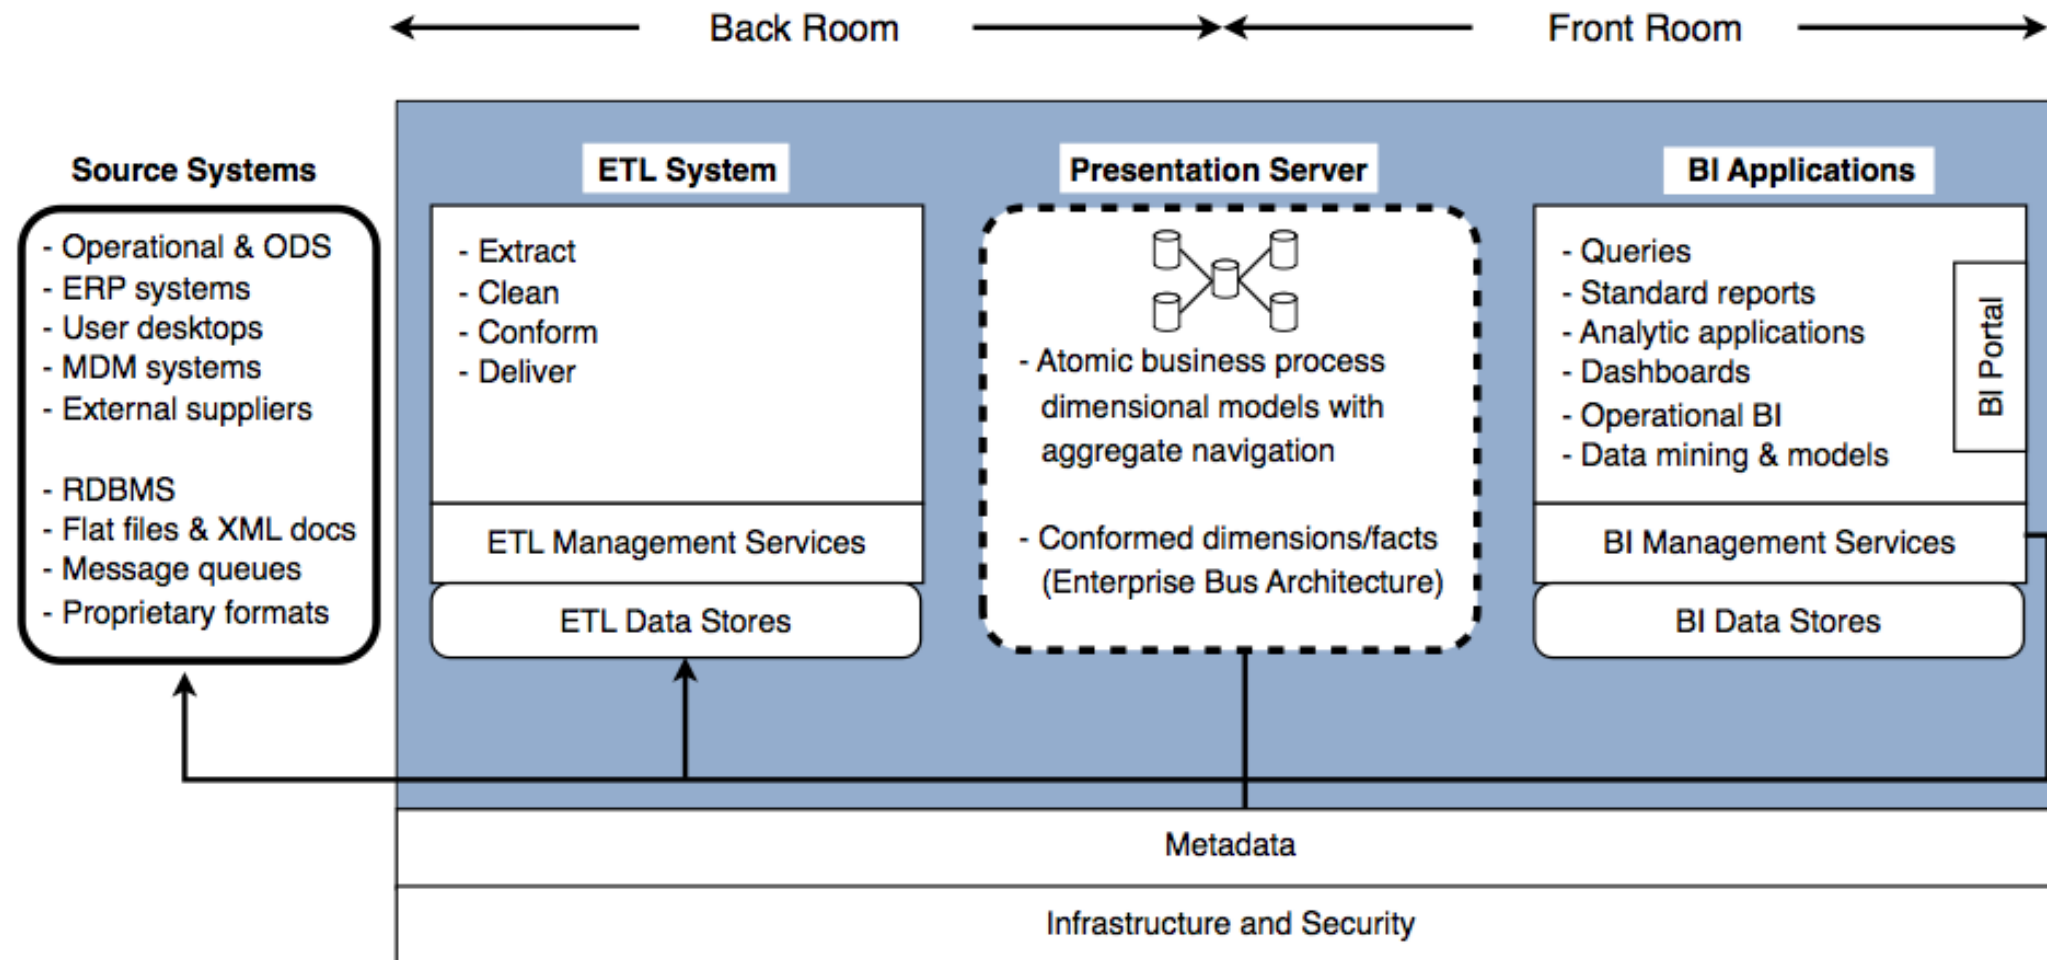 Back Room
Front Room
Source Systems
- Operational & ODS
- ERP systems
- User desktops
- MDM systems
- External suppliers
- RDBMS
- Flat files & XML docs
- Message queues
- Proprietary formats
ETL System
- Extract
- Clean
- Conform
- Deliver
ETL Management Services
ETL Data Stores
Presentation Server
- Atomic business process
dimensional models with
aggregate navigation
- Conformed dimensions/facts
(Enterprise Bus Architecture)
BI Applications
- Queries
- Standard reports
- Analytic applications
- Dashboards
- Operational BI
- Data mining & models
BI Portal
BI Management Services
BI Data Stores
Metadata
Infrastructure and Security